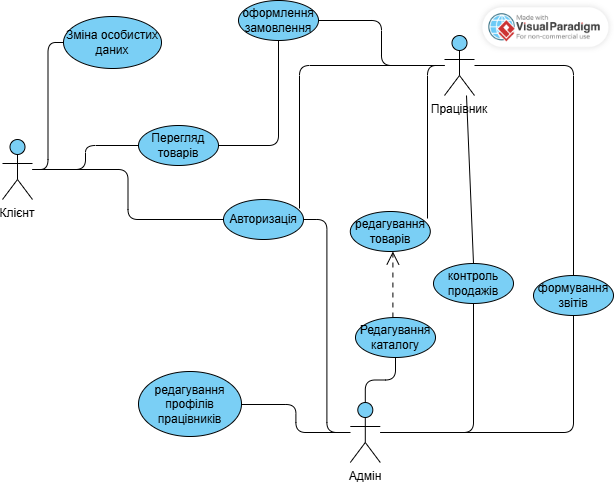 оформлення
замовлення
Made with
Visual Paradigm
For non-commercial use
Зміна особистих
даних
Працівник
Перегляд
товарів
Клієнт
Авторизація
редагування
товарів
контроль
продажів
формування
звітів
Редагування
каталогу
редагування
профілів
працівників
Адмін